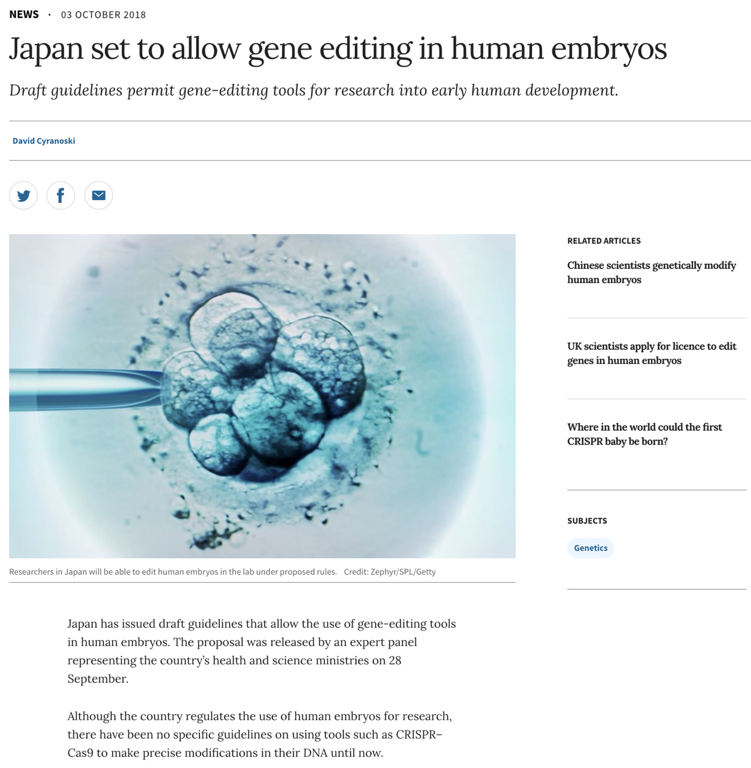 NEWS · 03 OCTOBER 2018
Japan set to allow gene editing in human embryos
Draft guidelines permit gene-editing tools for research into early human development.
David Cyranoski
RELATED ARTICLES
Chinese scientists genetically modify
human embryos
UK scientists apply for licence to edit
genes in human embryos
Where in the world could the first
CRISPR baby be born?
SUBJECTS
Genetics
Researchers in Japan will be able to edit human embryos in the lab under proposed rules. Credit: Zephyr/SPL/Getty
Japan has issued draft guidelines that allow the use of gene-editing tools
in human embryos. The proposal was released by an expert panel
representing the country’s health and science ministries on 28
September.
Although the country regulates the use of human embryos for research,
there have been no specific guidelines on using tools such as CRISPR–
Cas9 to make precise modifications in their DNA until now.